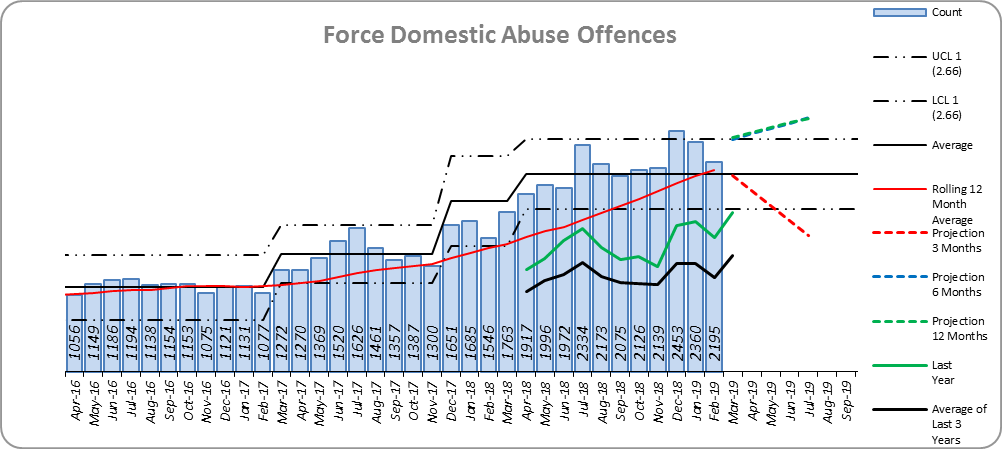 Force Domestic Abuse Offences
Count
UCL 1
(2.66)
LCL 1
(2.66)
Average
Rolling 12
Month
Average
Projection
3 Months
Projection
6 Months
Projection
12 Months
Last
Year
Average of
Last 3
Years
1056
1149
1186
1194
1138
1154
1153
1075
1121
1131
1077
1272
1270
1369
1520
1626
1461
1357
1387
1300
1651
1685
1546
1763
1917
1996
1972
2334
2173
2075
2126
2139
2453
2360
2195
Apr-16
May-16
Jun-16
Jul-16
Aug-16
Sep-16
Oct-16
Nov-16
Dec-16
Jan-17
Feb-17
Mar-17
Apr-17
May-17
Jun-17
Jul-17
Aug-17
Sep-17
Oct-17
Nov-17
Dec-17
Jan-18
Feb-18
Mar-18
Apr-18
May-18
Jun-18
Jul-18
Aug-18
Sep-18
Oct-18
Nov-18
Dec-18
Jan-19
Feb-19
Mar-19
Apr-19
May-19
Jun-19
Jul-19
Aug-19
Sep-19